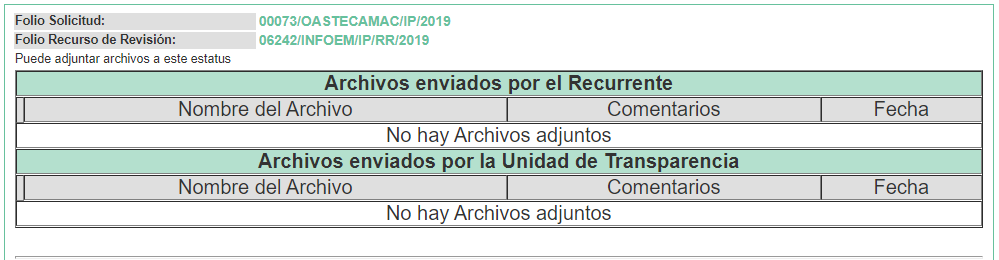 Folio Solicitud: 00073/OASTECAMAC/IP/2019
Folio Recurso de Revisión: 06242/INFOEM/IP/RR/2019
Puede adjuntar archivos a este estatus
Archivos enviados por el Recurrente
Nombre del Archivo Comentarios Fecha
No hay Archivos adjuntos
Archivos enviados por la Unidad de Transparencia
Nombre del Archivo Comentarios Fecha
No hay Archivos adjuntos